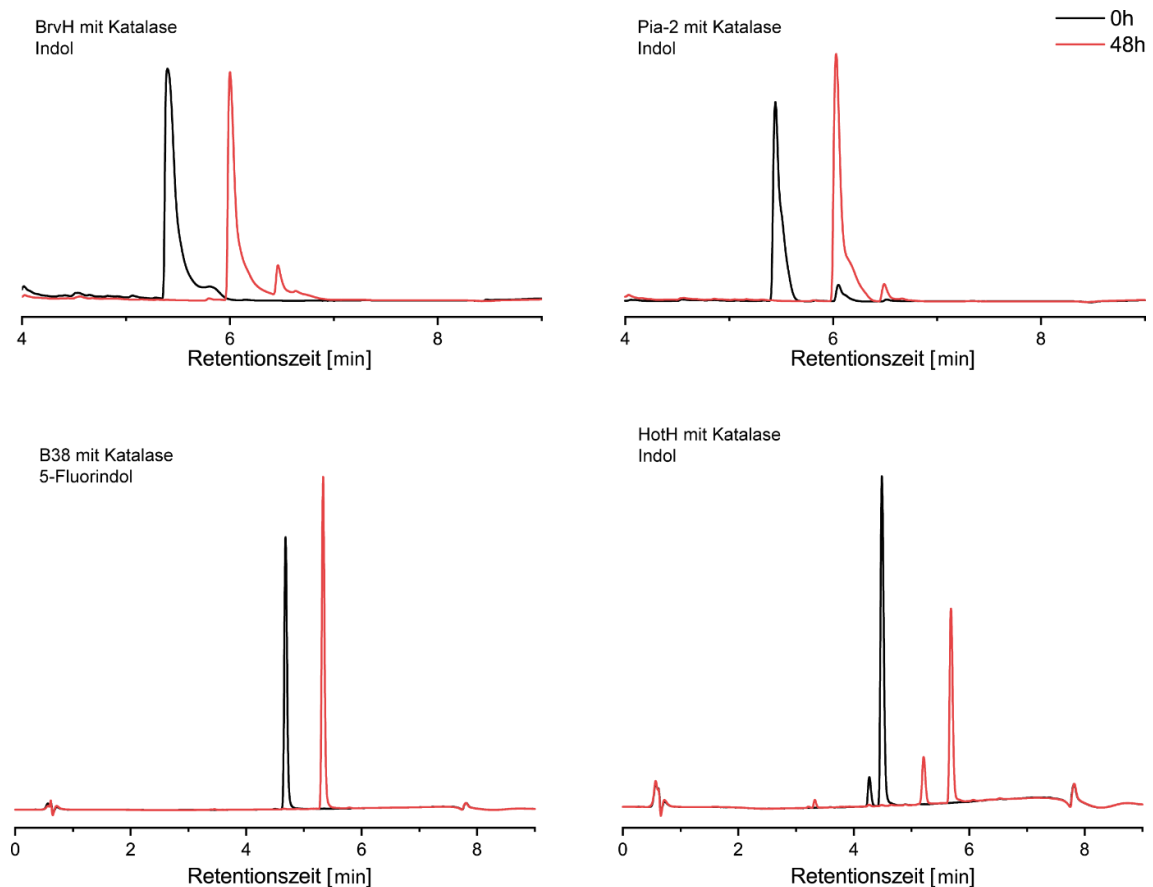 BrvH mit Katalase
Indol
4
6
8
Retentionszeit [min]
Pia-2 mit Katalase
Indol
0h
48h
4
6
8
Retentionszeit [min]
B38 mit Katalase
5-Fluorindol
0
2
4
6
8
Retentionszeit [min]
HotH mit Katalase
Indol
0
2
4
6
8
Retentionszeit [min]